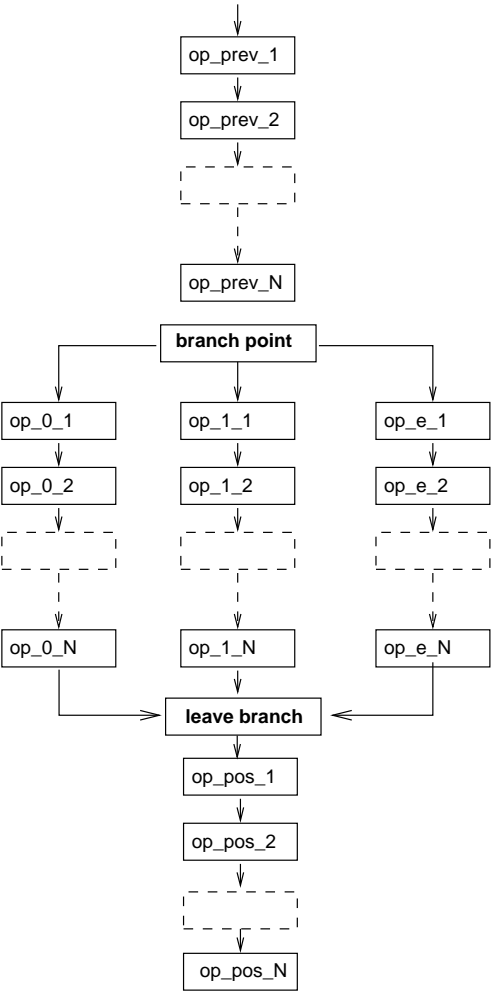 op_prev_1
op_prev_2
op_prev_N
branch point
op_0_1
op_1_1
op_e_1
op_0_2
op_1_2
op_e_2
op_0_N
op_1_N
op_e_N
leave branch
op_pos_1
op_pos_2
op_pos_N